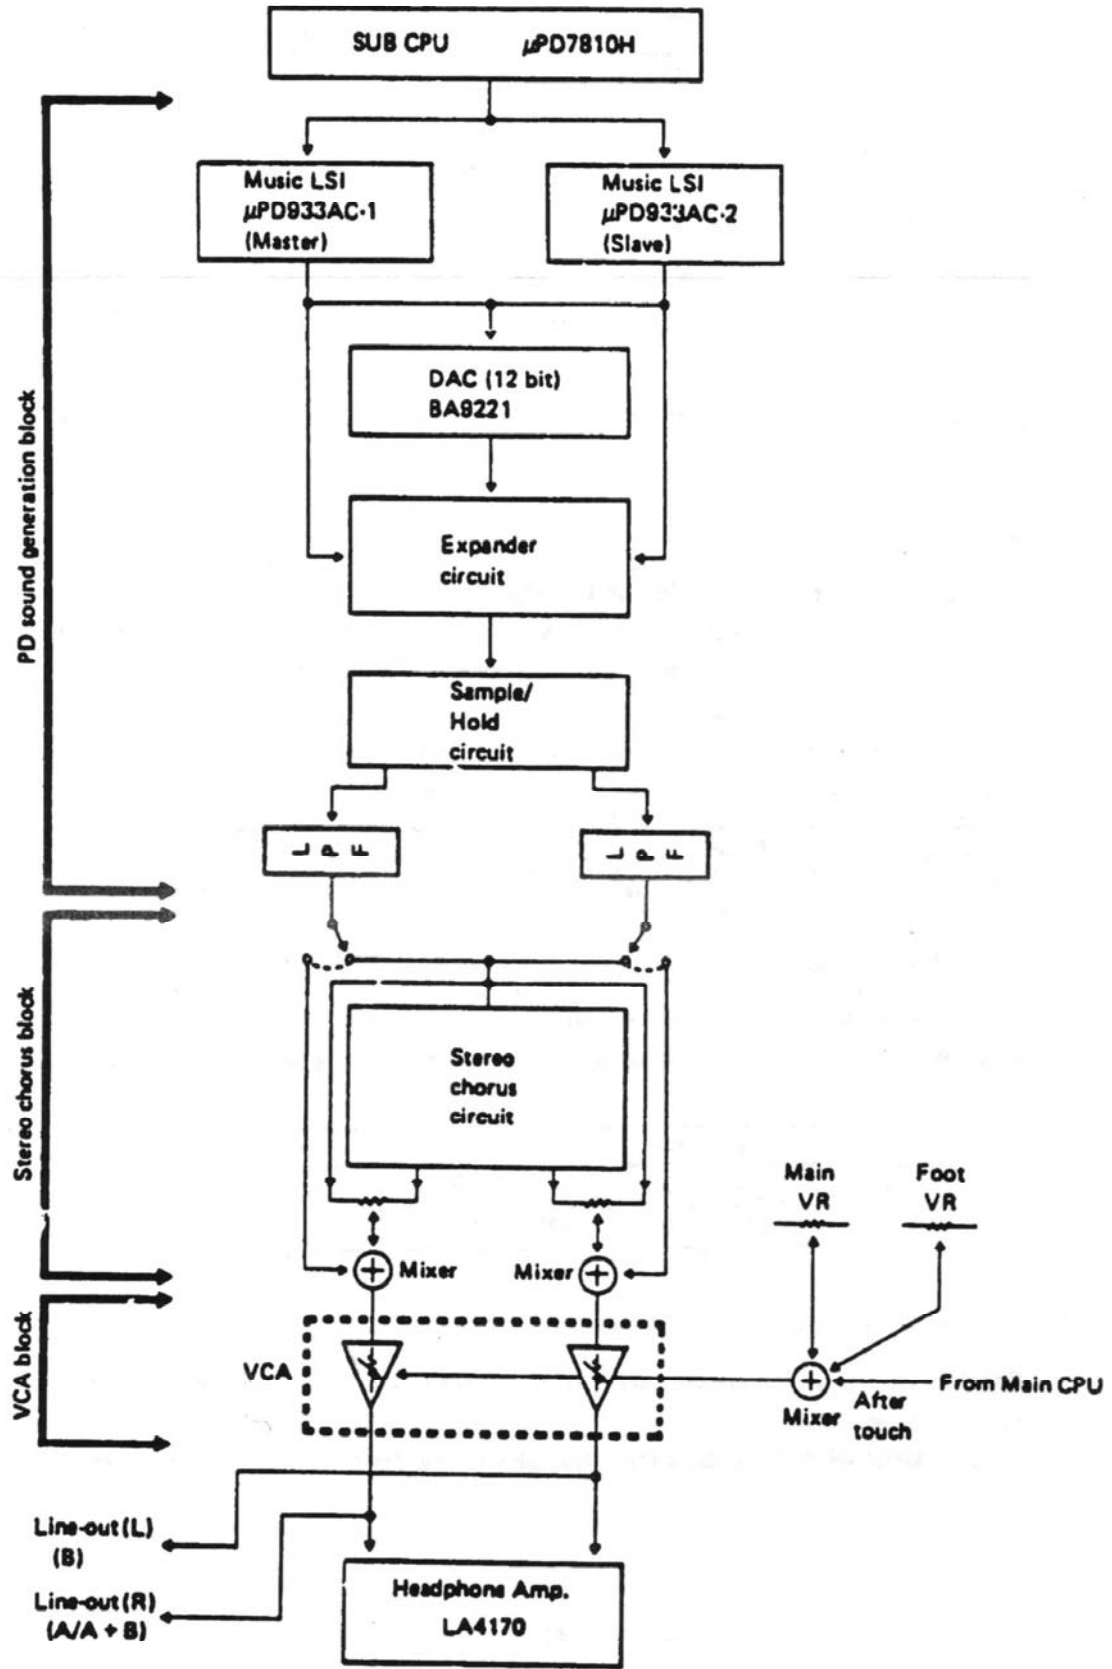 SUB CPU μPD7810H
Music LSI
μPD933AC-1
(Master)
Music LSI
μPD933AC-2
(Slave)
DAC (12 bit)
BA9221
PD sound generation block
Expander
circuit
Sample/
Hold
circuit
LPF
LPF
Stereo chorus block
Stereo
chorus
circuit
Main
VR
Foot
VR
Mixer
Mixer
VCA block
VCA
From Main CPU
Mixer
After
touch
Line-out (L)
(B)
Line-out (R)
(A/A + B)
Headphone Amp.
LA4170